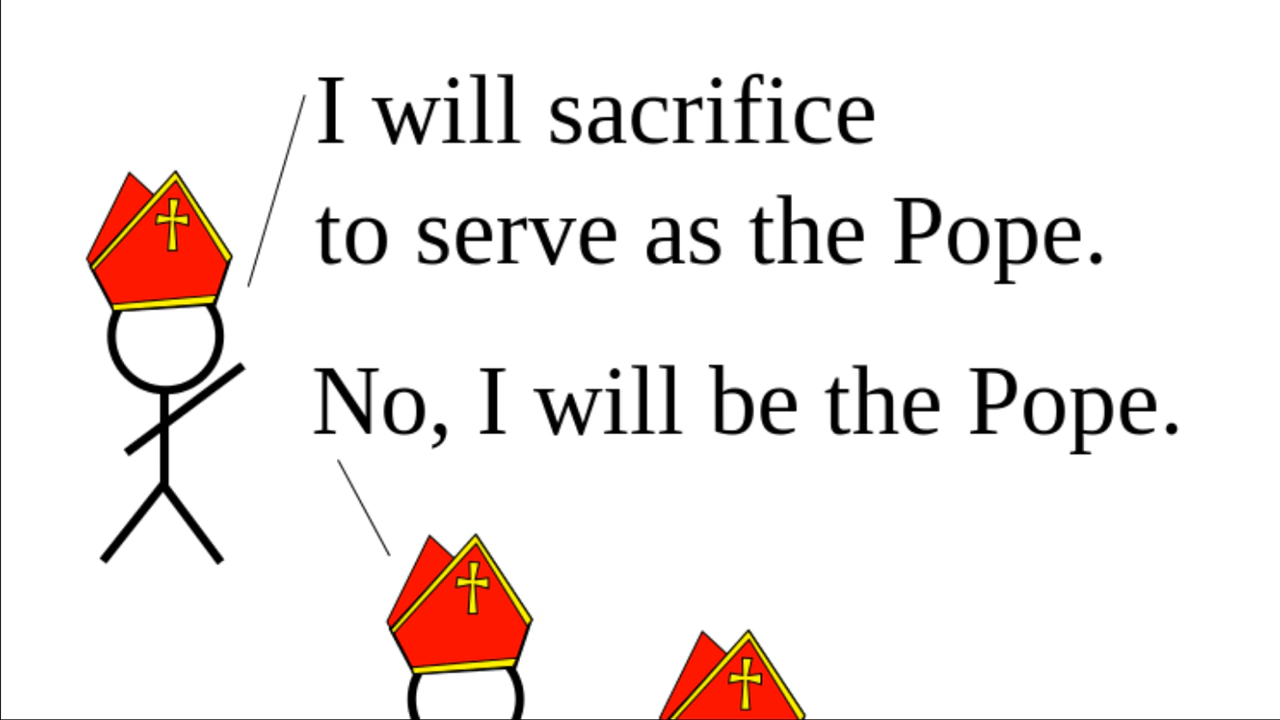 I will sacrifice
to serve as the Pope.
No, I will be the Pope.